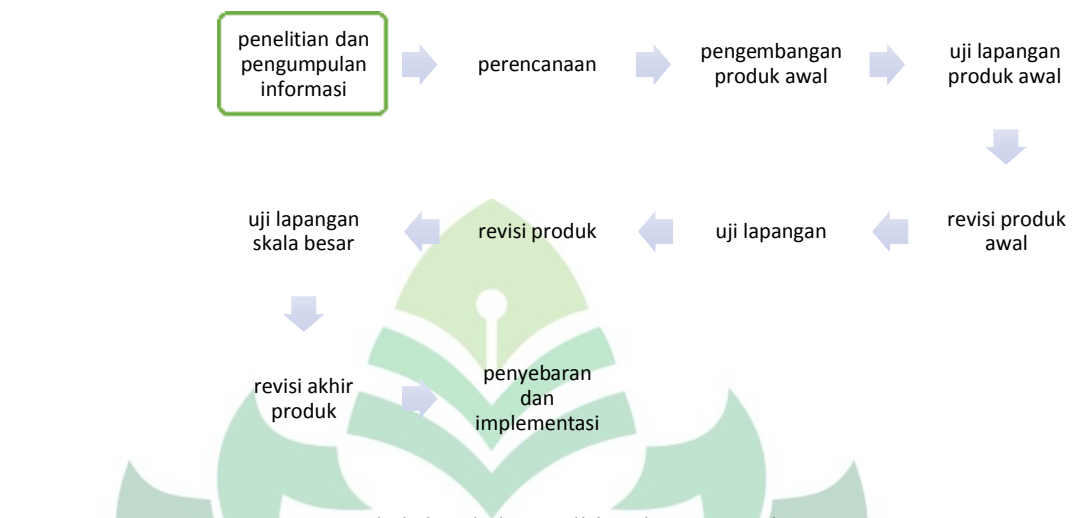 penelitian dan
pengumpulan
informasi
perencanaan
pengembangan
produk awal
uji lapangan
produk awal
revisi produk
awal
uji lapangan
revisi produk
uji lapangan
skala besar
revisi akhir
produk
penyebaran
dan
implementasi